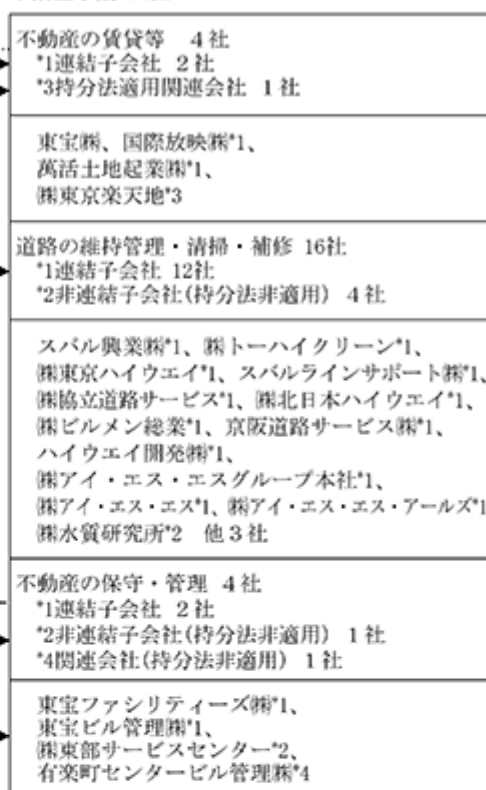 不動産の賃貸等　4社
*1連結子会社 2社
*3持分法適用関連会社 1社
東宝㈱、国際放映㈱*1、
萬活土地起業㈱*1、
㈱東京楽天地*3
道路の維持管理・清掃・補修 16社
*1連結子会社 12社
*2非連結子会社(持分法非適用) 4社
スバル興業㈱*1、㈱トーハイクリーン*1、
㈱東京ハイウエイ*1、スバルラインサポート㈱*1、
㈱協立道路サービス*1、㈱北日本ハイウエイ*1、
㈱ビルメン総業*1、京阪道路サービス㈱*1、
ハイウエイ開発㈱*1、
㈱アイ・エス・エスグループ本社*1、
㈱アイ・エス・エス*1、㈱アイ・エス・エス・アールズ*1
㈱水質研究所*2　他3社
不動産の保守・管理 4社
*1連結子会社 2社
*2非連結子会社(持分法非適用) 1社
*4関連会社(持分法非適用) 1社
東宝ファシリティーズ㈱*1、
東宝ビル管理㈱*1、
㈱東部サービスセンター*2、
有楽町センタービル管理㈱*4